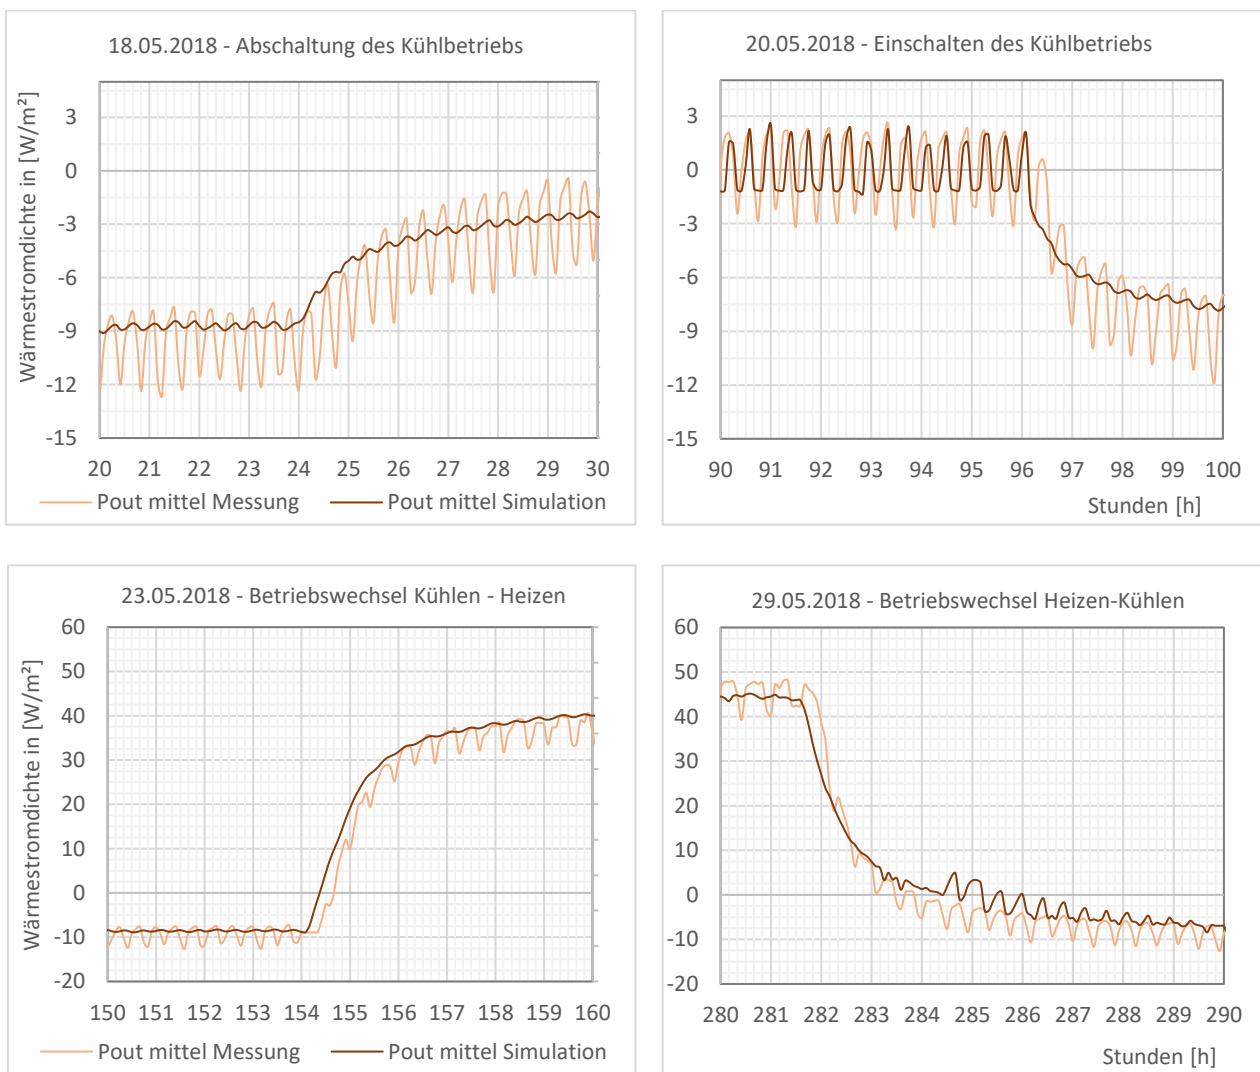 18.05.2018 - Abschaltung des Kühlbetriebs
Wärmestromdichte in [W/m²]
3
0
-3
-6
-9
-12
-15
20 21 22 23 24 25 26 27 28 29 30
Pout mittel Messung Pout mittel Simulation
20.05.2018 - Einschalten des Kühlbetriebs
3
0
-3
-6
-9
-12
-15
90 91 92 93 94 95 96 97 98 99 100
Stunden [h]
23.05.2018 - Betriebswechsel Kühlen - Heizen
Wärmestromdichte in [W/m²]
60
50
40
30
20
10
0
-10
-20
150 151 152 153 154 155 156 157 158 159 160
Pout mittel Messung Pout mittel Simulation
29.05.2018 - Betriebswechsel Heizen-Kühlen
60
50
40
30
20
10
0
-10
-20
280 281 282 283 284 285 286 287 288 289 290
Stunden [h]